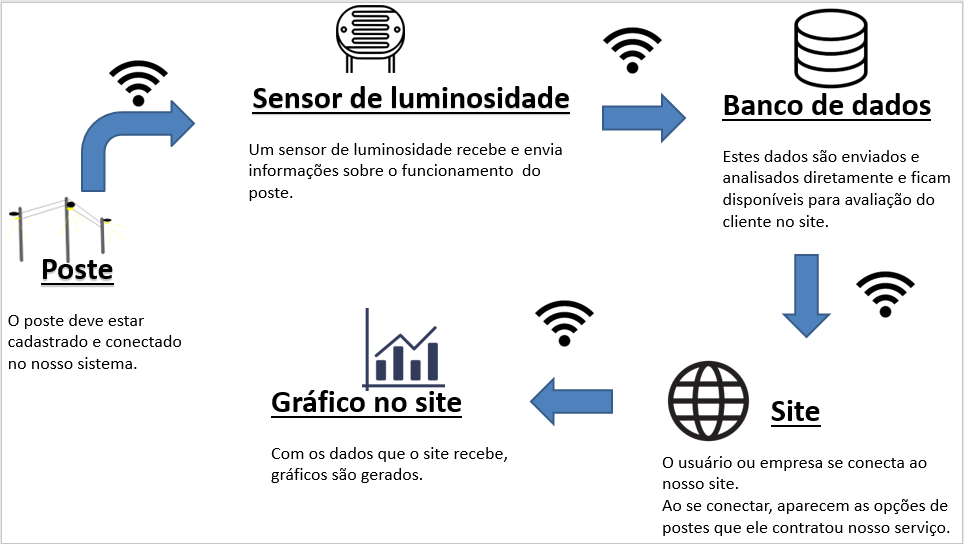 Sensor de luminosidade
Um sensor de luminosidade recebe e envia
informações sobre o funcionamento do
poste.
Banco de dados
Estes dados são enviados e
analisados diretamente e ficam
disponíveis para avaliação do
cliente no site.
Poste
O poste deve estar
cadastrado e conectado
no nosso sistema.
Gráfico no site
Com os dados que o site recebe,
gráficos são gerados.
Site
O usuário ou empresa se conecta ao
nosso site.
Ao se conectar, aparecem as opções de
postes que ele contratou nosso serviço.